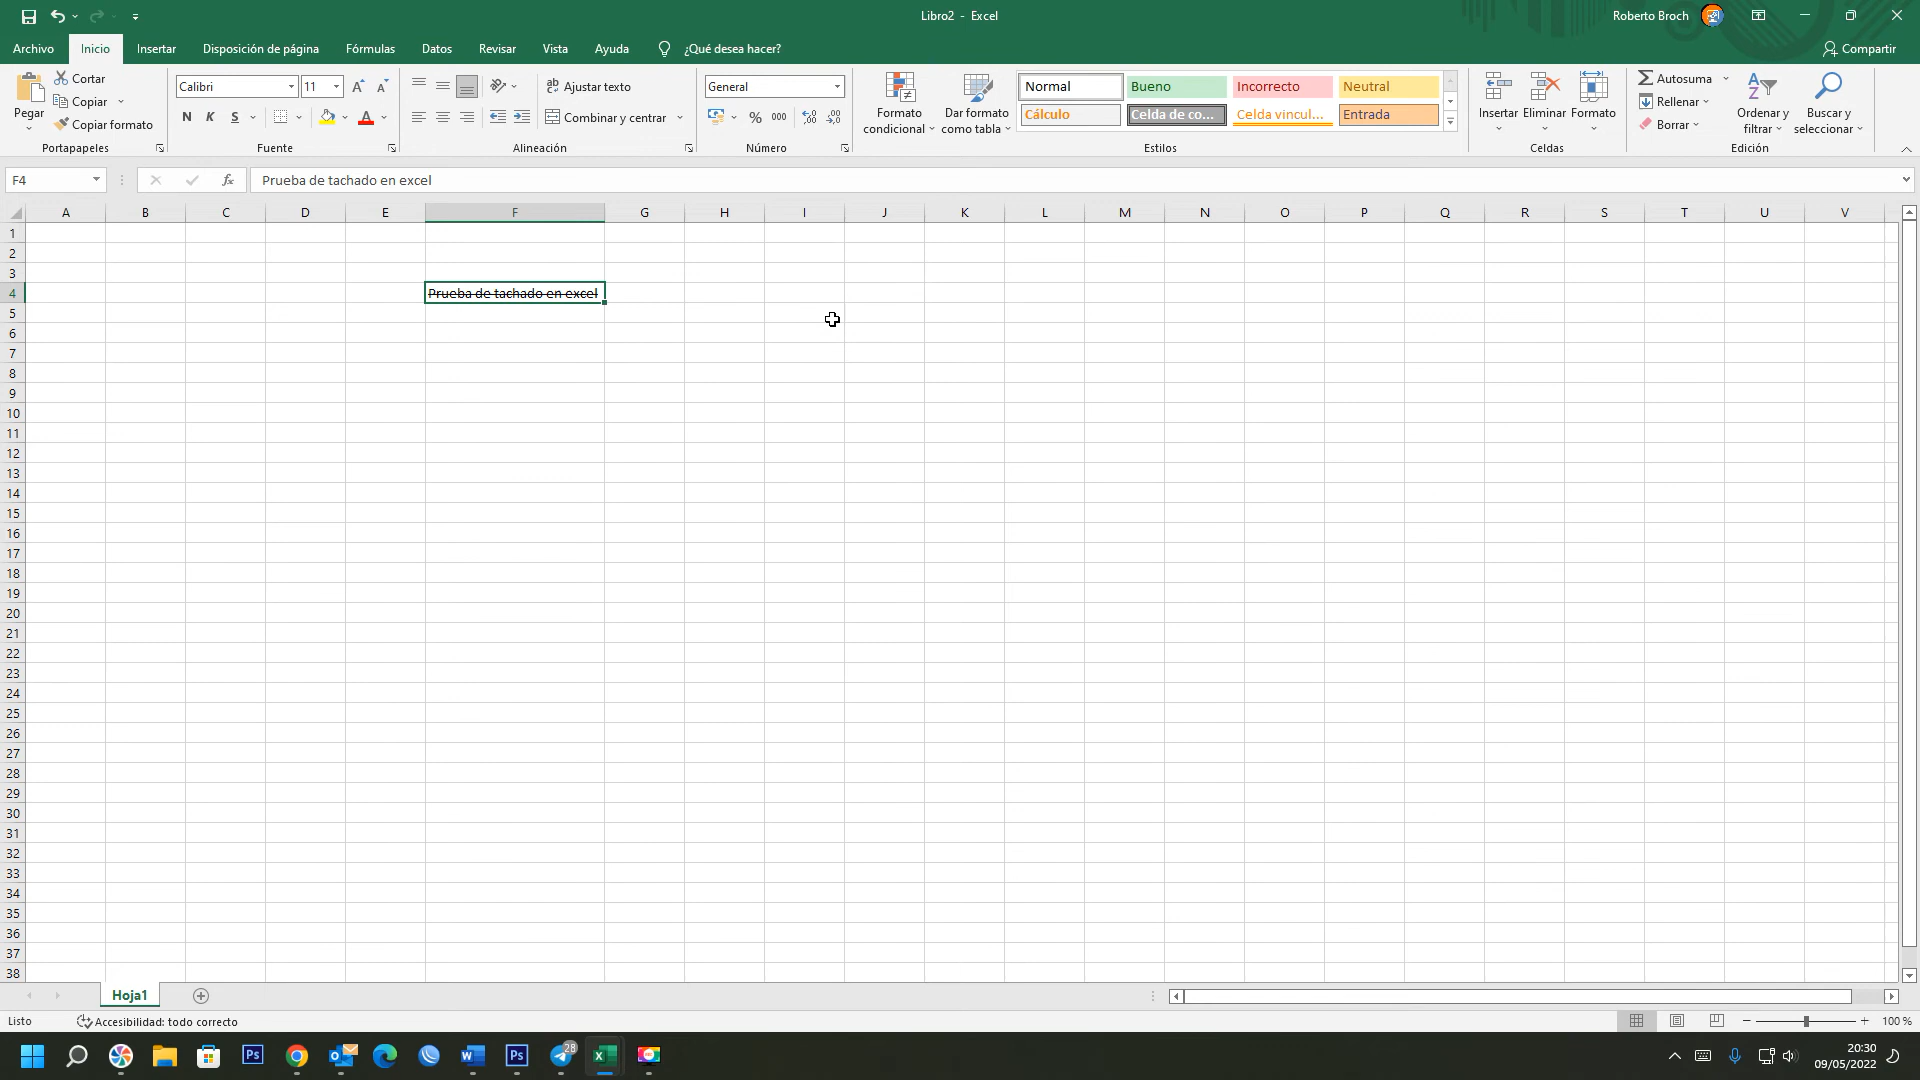 Libro2 - Excel
Roberto Broch
Archivo Inicio Insertar Disposición de página Fórmulas Datos Revisar Vista Ayuda ¿Qué desea hacer? Compartir
Pegar
Cortar
Copiar
Copiar formato
Portapapeles
Calibri 11
N K S
Fuente
Ajustar texto
Combinar y centrar
Alineación
General
% 000
Número
Formato condicional
Dar formato como tabla
Normal Bueno Incorrecto Neutral
Cálculo Celda de co... Celda vincul... Entrada
Estilos
Insertar Eliminar Formato
Celdas
Autosuma
Rellenar
Borrar
Ordenar y filtrar
Buscar y seleccionar
Edición
F4 fx Prueba de tachado en excel
A B C D E F G H I J K L M N O P Q R S T U V
1
2
3
4 Prueba de tachado en excel
5
6
7
8
9
10
11
12
13
14
15
16
17
18
19
20
21
22
23
24
25
26
27
28
29
30
31
32
33
34
35
36
37
38
Hoja1
Listo Accesibilidad: todo correcto 100 %
Ps Ps 28
20:30
09/05/2022